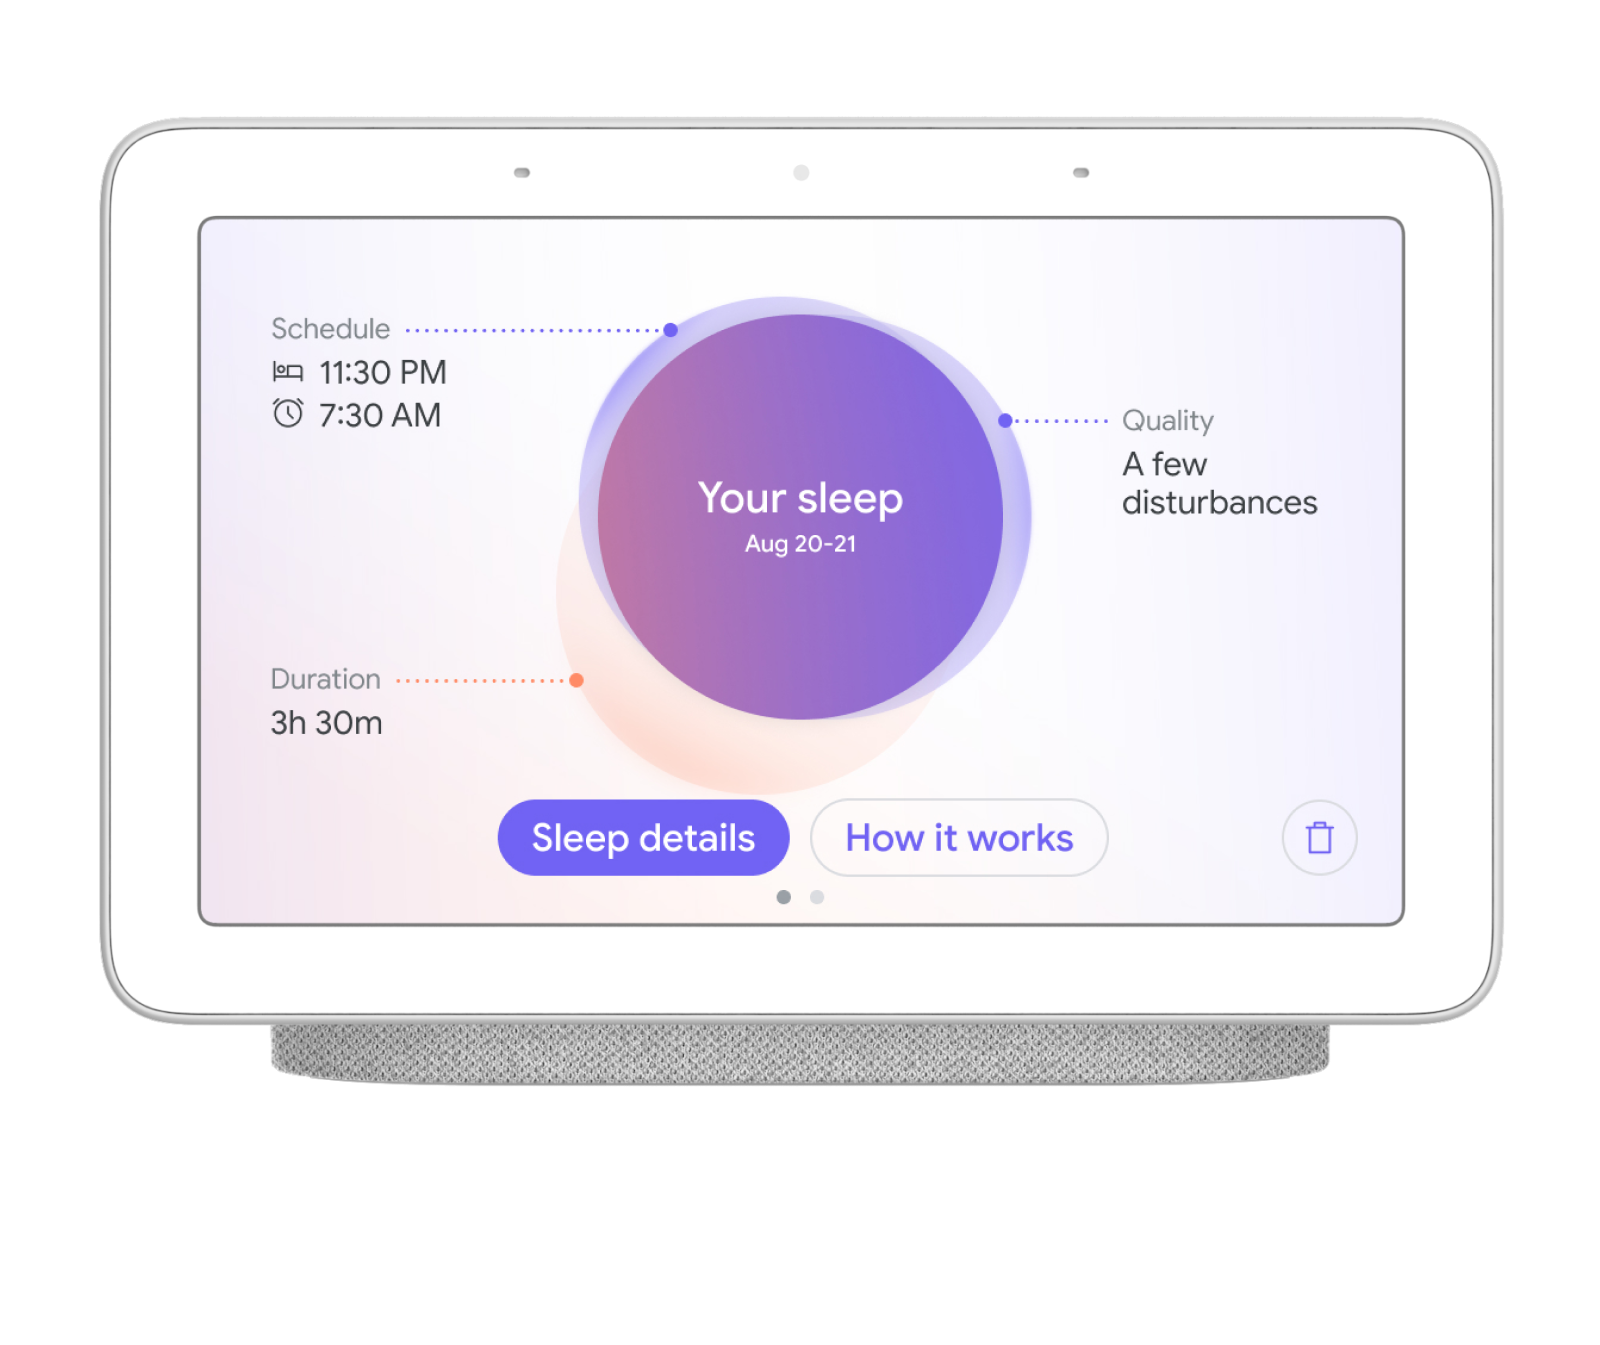 Schedule
11:30 PM
7:30 AM
Quality
A few
disturbances
Your sleep
Aug 20-21
Duration
3h 30m
Sleep details
How it works